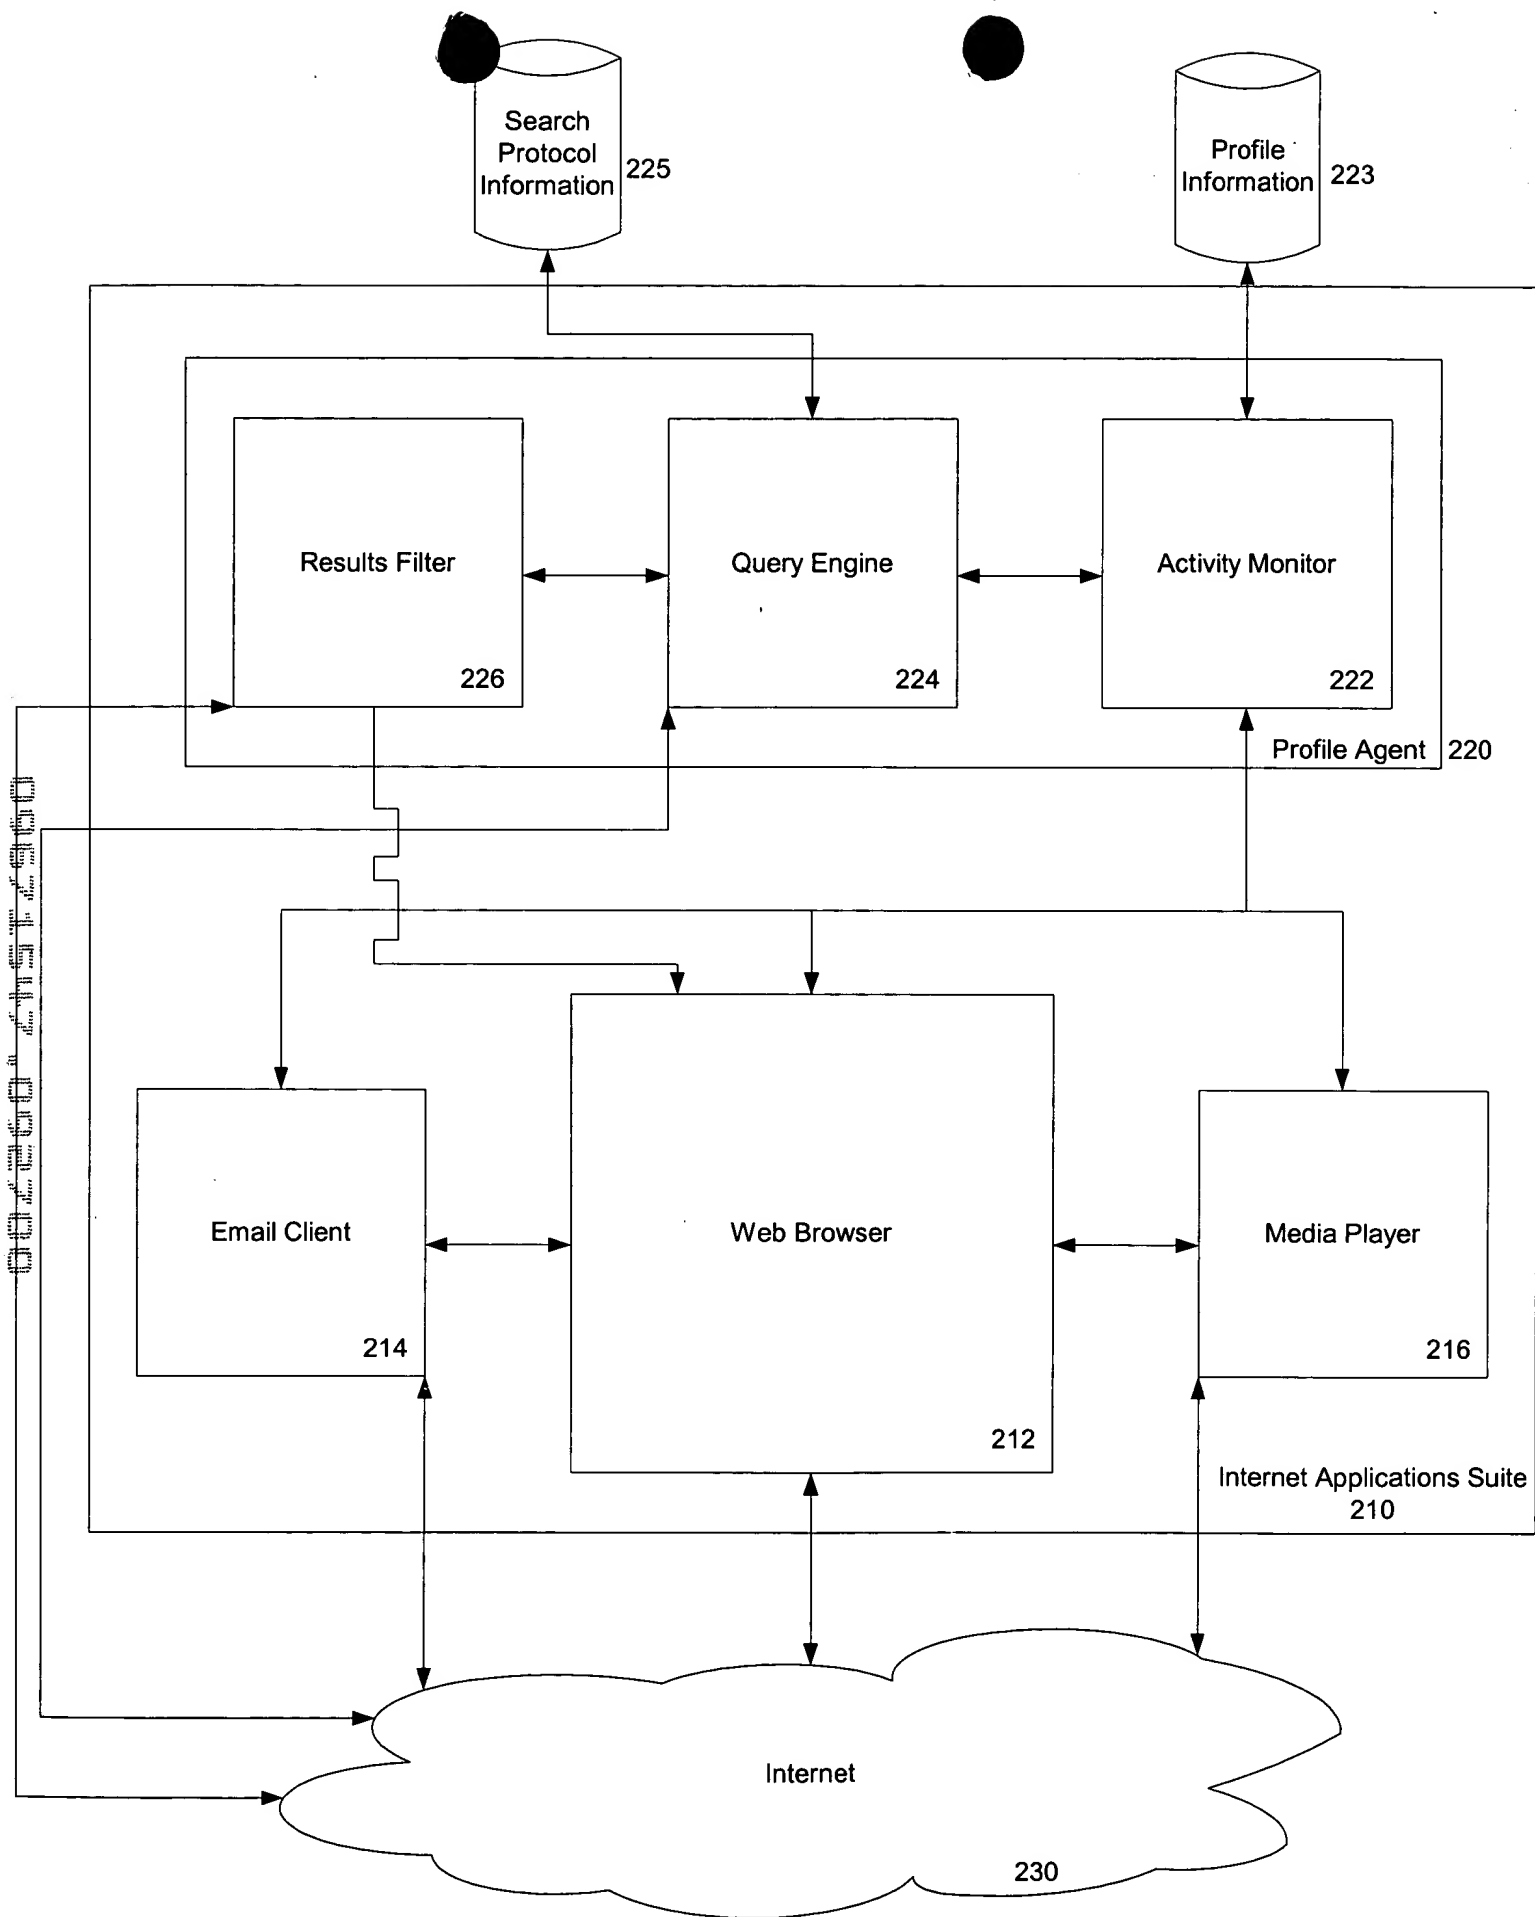 Search
Protocol
Information
225
Profile
Information
223
Results Filter
226
Query Engine
224
Activity Monitor
222
Profile Agent 220
Email Client
214
Web Browser
212
Media Player
216
Internet Applications Suite
210
Internet
230